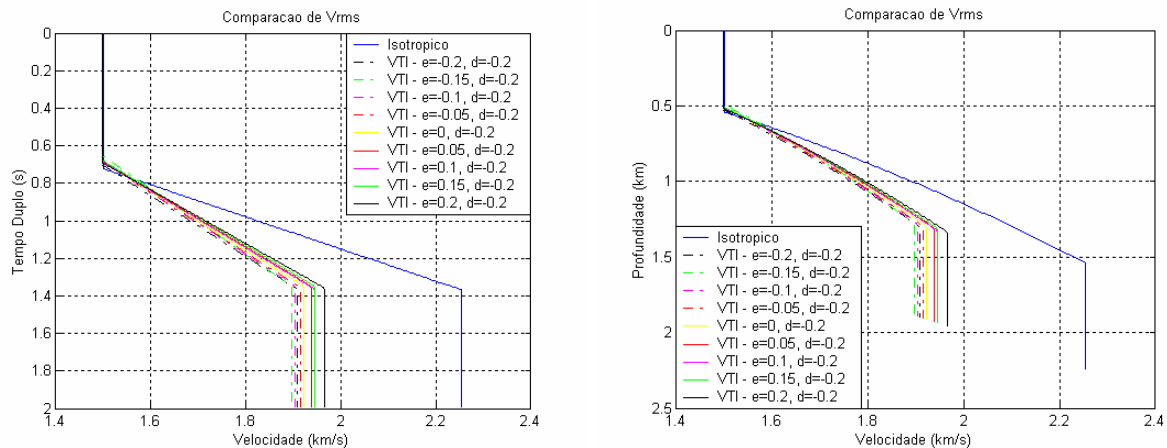 Comparacao de Vrms
0
0.2
0.4
0.6
0.8
1
1.2
1.4
1.6
1.8
2
Tempo Duplo (s)
1.4
1.6
1.8
2
2.2
2.4
Velocidade (km/s)
Isotropico
VTI - e=-0.2, d=-0.2
VTI - e=-0.15, d=-0.2
VTI - e=-0.1, d=-0.2
VTI - e=-0.05, d=-0.2
VTI - e=0, d=-0.2
VTI - e=0.05, d=-0.2
VTI - e=0.1, d=-0.2
VTI - e=0.15, d=-0.2
VTI - e=0.2, d=-0.2
Comparacao de Vrms
0
0.5
1
1.5
2
2.5
Profundidade (km)
1.4
1.6
1.8
2
2.2
2.4
Velocidade (km/s)
Isotropico
VTI - e=-0.2, d=-0.2
VTI - e=-0.15, d=-0.2
VTI - e=-0.1, d=-0.2
VTI - e=-0.05, d=-0.2
VTI - e=0, d=-0.2
VTI - e=0.05, d=-0.2
VTI - e=0.1, d=-0.2
VTI - e=0.15, d=-0.2
VTI - e=0.2, d=-0.2